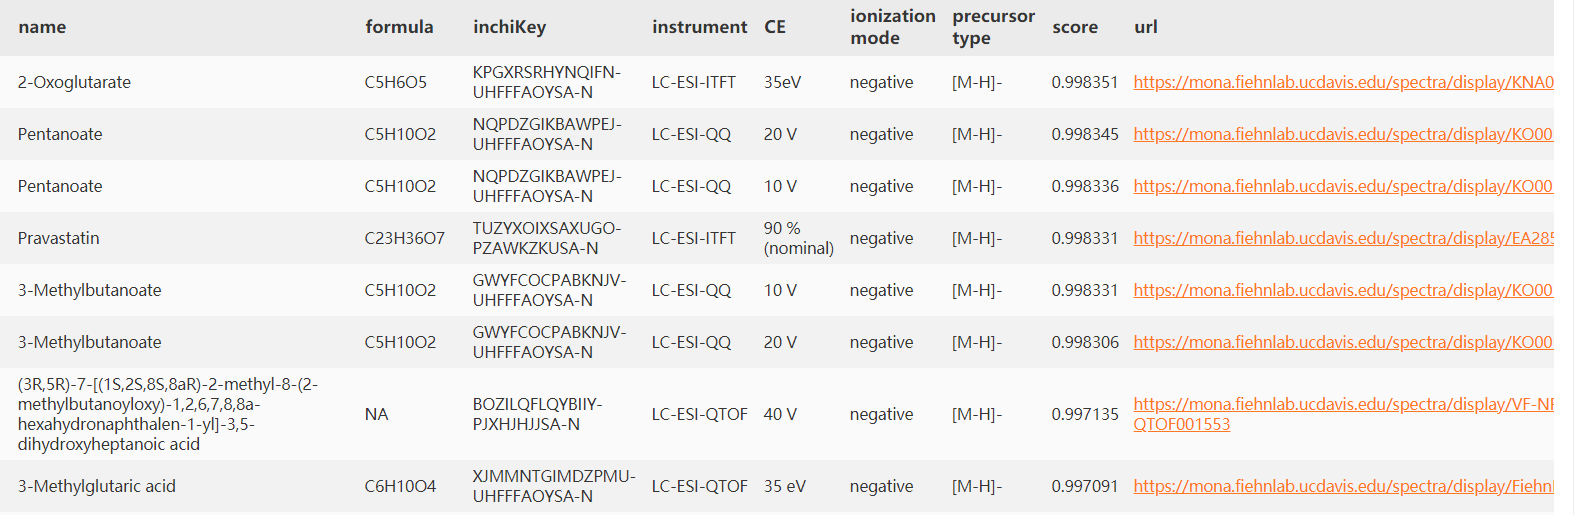 name formula inchiKey instrument CE ionization mode precursor type score url
2-Oxoglutarate C5H6O5 KPGXRSRHYNQIFN-UHFFFAOYSA-N LC-ESI-ITFT 35eV negative [M-H]- 0.998351 https://mona.fiehnlab.ucdavis.edu/spectra/display/KNA0
Pentanoate C5H10O2 NQPDZGIKBAWPEJ-UHFFFAOYSA-N LC-ESI-QQ 20 V negative [M-H]- 0.998345 https://mona.fiehnlab.ucdavis.edu/spectra/display/KO00
Pentanoate C5H10O2 NQPDZGIKBAWPEJ-UHFFFAOYSA-N LC-ESI-QQ 10 V negative [M-H]- 0.998336 https://mona.fiehnlab.ucdavis.edu/spectra/display/KO00
Pravastatin C23H36O7 TUZYXOIXSAXUGO-PZAWKZKUSA-N LC-ESI-ITFT 90 % (nominal) negative [M-H]- 0.998331 https://mona.fiehnlab.ucdavis.edu/spectra/display/EA285
3-Methylbutanoate C5H10O2 GWYFCOCPABKNJV-UHFFFAOYSA-N LC-ESI-QQ 10 V negative [M-H]- 0.998331 https://mona.fiehnlab.ucdavis.edu/spectra/display/KO00
3-Methylbutanoate C5H10O2 GWYFCOCPABKNJV-UHFFFAOYSA-N LC-ESI-QQ 20 V negative [M-H]- 0.998306 https://mona.fiehnlab.ucdavis.edu/spectra/display/KO00
(3R,5R)-7-[(1S,2S,8S,8aR)-2-methyl-8-(2-
methylbutanoyloxy)-1,2,6,7,8,8a-
hexahydronaphthalen-1-yl]-3,5-
dihydroxyheptanoic acid NA BOZILQFLQYBIIY-PJXHJHJJSA-N LC-ESI-QTOF 40 V negative [M-H]- 0.997135 https://mona.fiehnlab.ucdavis.edu/spectra/display/VF-NP
QTOF001553
3-Methylglutaric acid C6H10O4 XJMMNTGIMDZPMU-UHFFFAOYSA-N LC-ESI-QTOF 35 eV negative [M-H]- 0.997091 https://mona.fiehnlab.ucdavis.edu/spectra/display/Fiehn